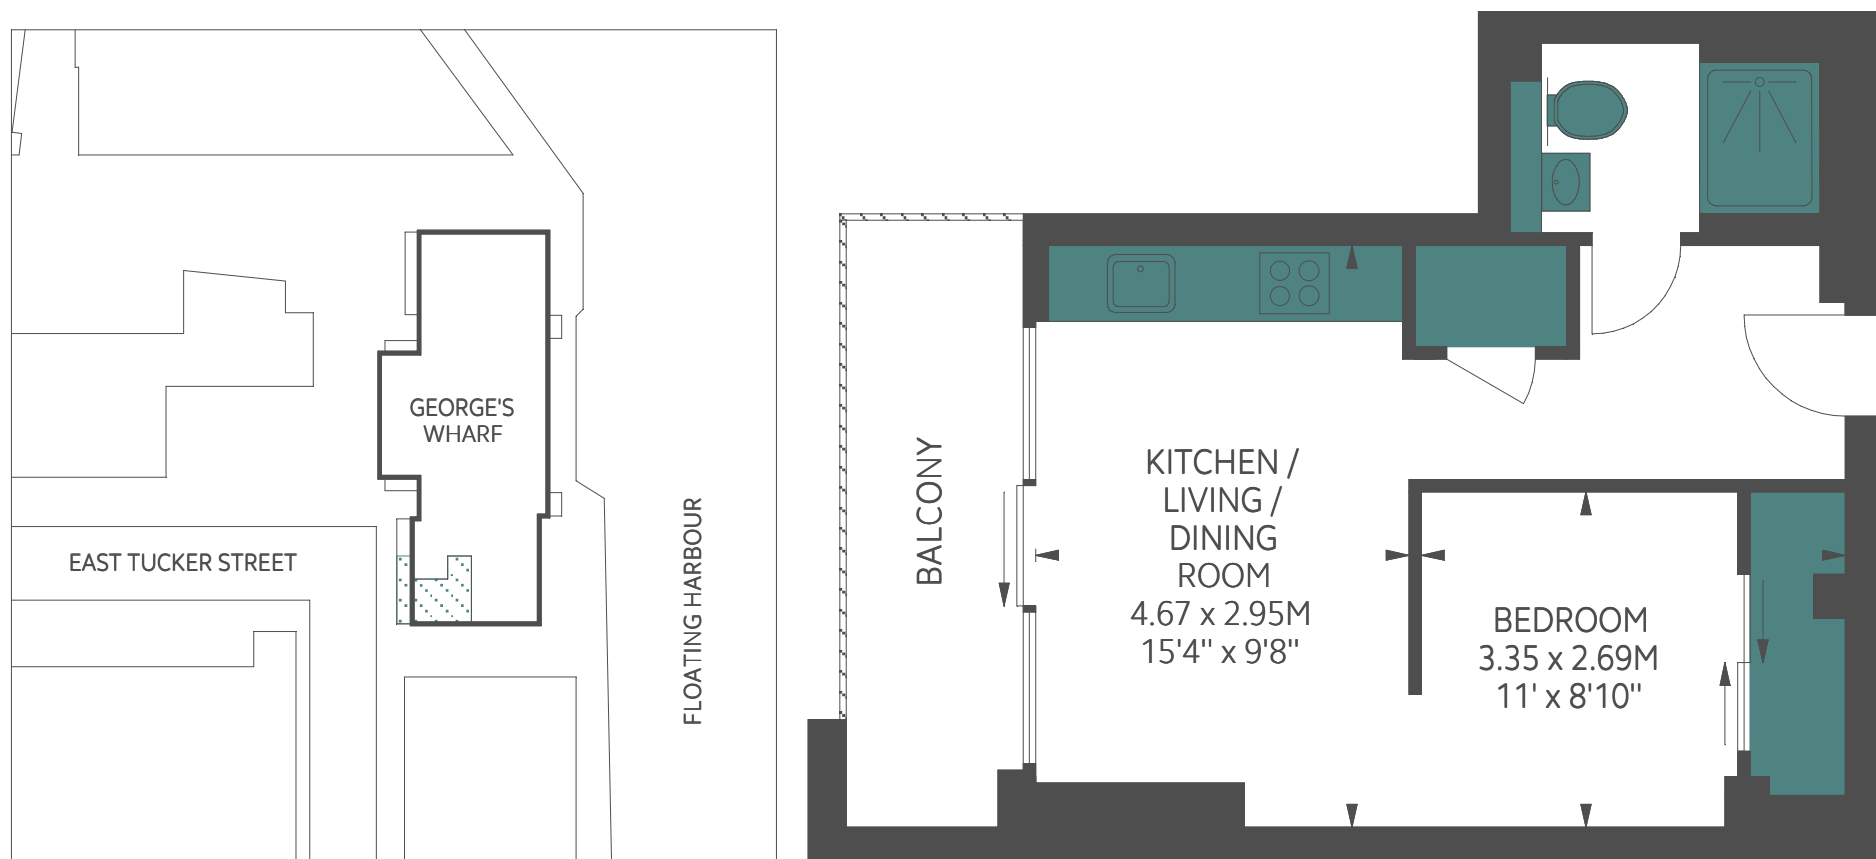 GEORGE'S
WHARF
EAST TUCKER STREET
FLOATING HARBOUR
BALCONY
KITCHEN /
LIVING /
DINING
ROOM
4.67 x 2.95M
15'4" x 9'8"
BEDROOM
3.35 x 2.69M
11' x 8'10"